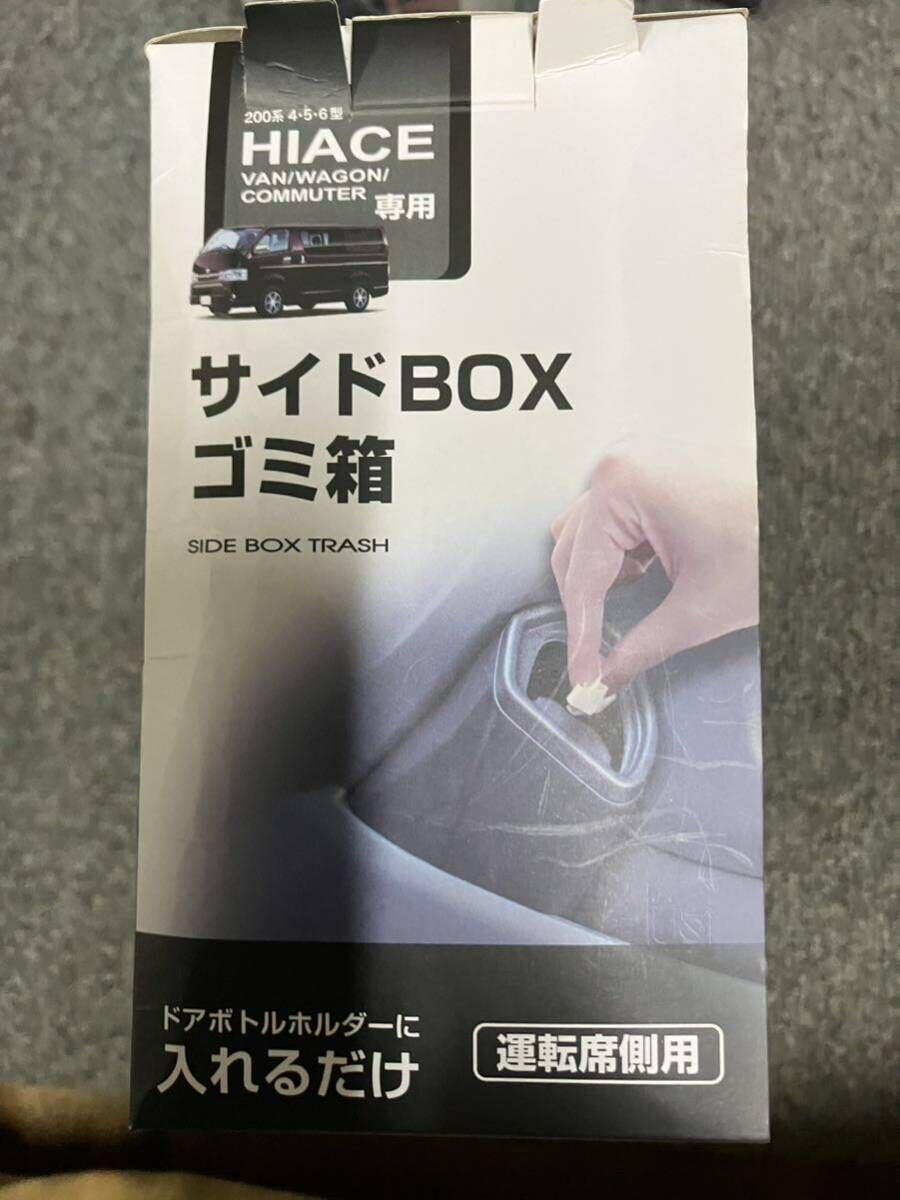 200系 4・5・6型
HIACE
VAN/WAGON/
COMMUTER 専用
サイドBOX
ゴミ箱
SIDE BOX TRASH
ドアボトルホルダーに
入れるだけ
運転席側用